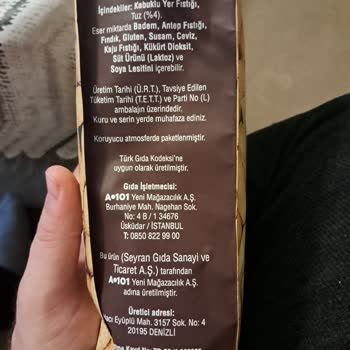 İçindekiler: Kabuklu Yer Fıstığı,
Tuz (%4).
Eser miktarda Badem, Antep Fıstığı,
Fındık, Gluten, Susam, Ceviz,
Kaju Fıstığı, Kükürt Dioksit,
Süt Ürünü (Laktoz) ve
Soya Lesitini içerebilir.
Üretim Tarihi (Ü.R.T.), Tavsiye Edilen
Tüketim Tarihi (T.E.T.T.) ve Parti No (L)
ambalajın üzerindedir.
Kuru ve serin yerde muhafaza ediniz.
Koruyucu atmosferde paketlenmiştir.
Türk Gıda Kodeksi'ne
uygun olarak üretilmiştir.
Gıda İşletmecisi:
A101 Yeni Mağazacılık A.Ş.
Burhaniye Mah. Nagehan Sok.
No: 4 B / 1 34676
Üsküdar / İSTANBUL
T: 0850 822 99 00
Bu ürün (Seyran Gıda Sanayi ve
Ticaret A.Ş.) tarafından
A101 Yeni Mağazacılık A.Ş.
adına üretilmiştir.
Üretici adresi:
Hacı Eyüplü Mah. 3157 Sok. No: 4
20195 DENİZLİ